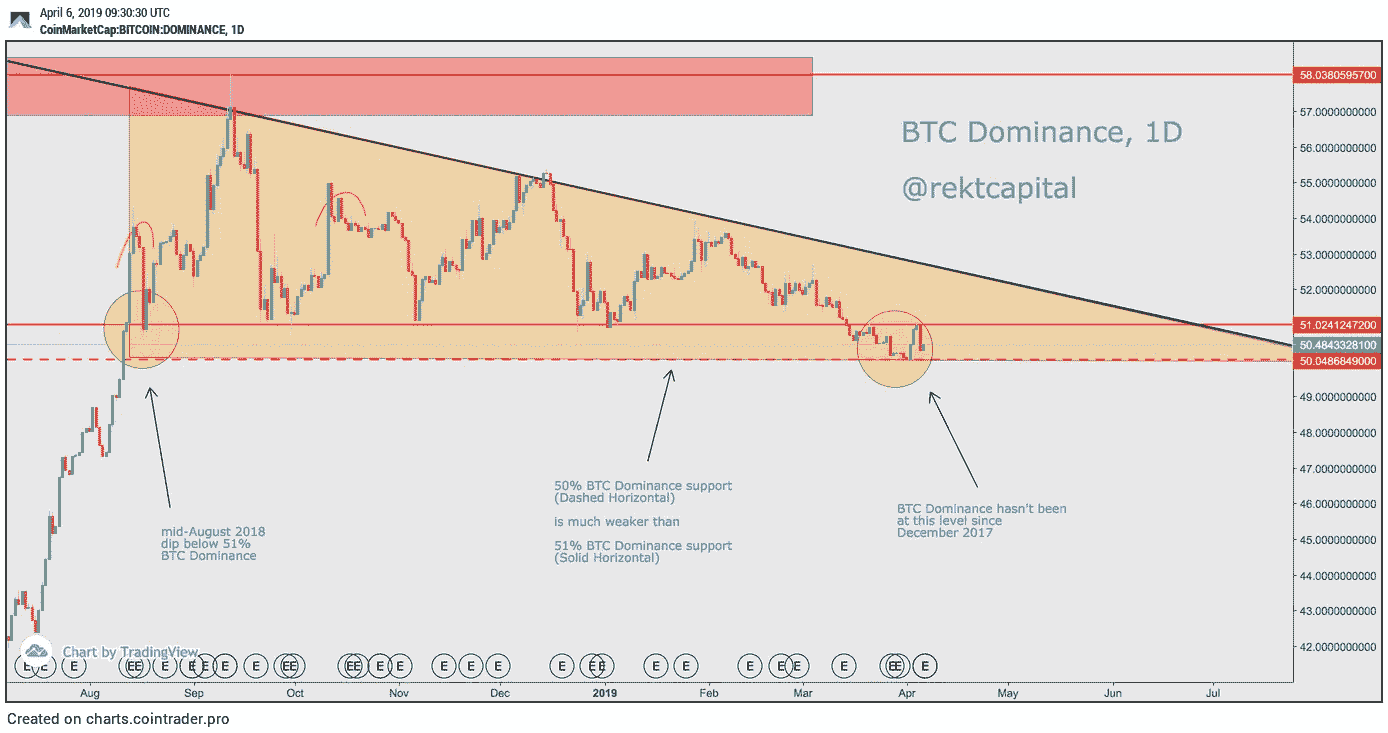 April 6, 2019 09:30:30 UTC
CoinMarketCap:BITCOIN:DOMINANCE, 1D
58.0380595700
57.0000000000
BTC Dominance, 1D
56.0000000000
55.0000000000
@rektcapital
54.0000000000
53.0000000000
52.0000000000
51.0241247200
50.4843328100
50.0486849000
49.0000000000
48.0000000000
47.0000000000
46.0000000000
45.0000000000
44.0000000000
43.0000000000
42.0000000000
mid-August 2018
dip below 51%
BTC Dominance
50% BTC Dominance support
(Dashed Horizontal)
is much weaker than
51% BTC Dominance support
(Solid Horizontal)
BTC Dominance hasn't been
at this level since
December 2017
Chart by TradingView
E E E E E E E E E E E E E E E E E E E E E E E E E E E E E E E E E
Aug Sep Oct Nov Dec 2019 Feb Mar Apr May Jun Jul
Created on charts.cointrader.pro